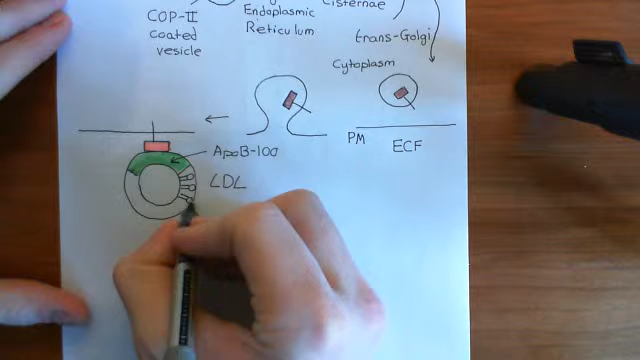 Cisternae
Endoplasmic
Reticulum
COP-II
coated
vesicle
trans-Golgi
Cytoplasm
PM
ECF
ApoB-100
LDL